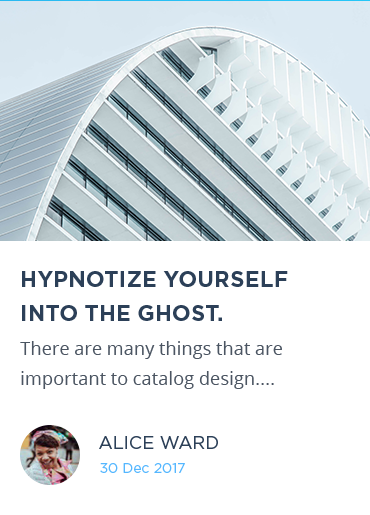 HYPNOTIZE YOURSELF
INTO THE GHOST.
There are many things that are
important to catalog design....
ALICE WARD
30 Dec 2017